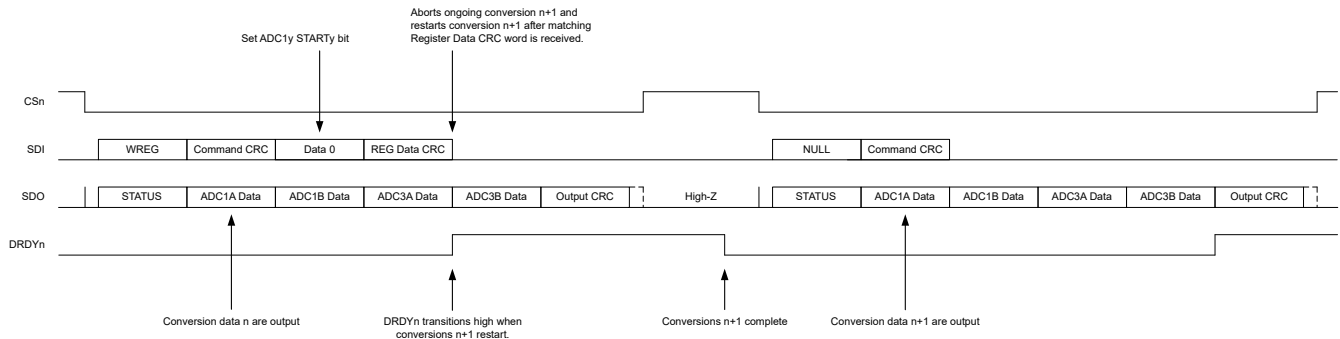 Aborts ongoing conversion n+1 and
restarts conversion n+1 after matching
Register Data CRC word is received.
Set ADC1y STARTy bit
CSn
SDI
WREG
Command CRC
Data 0
REG Data CRC
NULL
Command CRC
SDO
STATUS
ADC1A Data
ADC1B Data
ADC3A Data
ADC3B Data
Output CRC
High-Z
STATUS
ADC1A Data
ADC1B Data
ADC3A Data
ADC3B Data
Output CRC
DRDYn
Conversion data n are output
DRDYn transitions high when
conversions n+1 restart.
Conversions n+1 complete
Conversion data n+1 are output